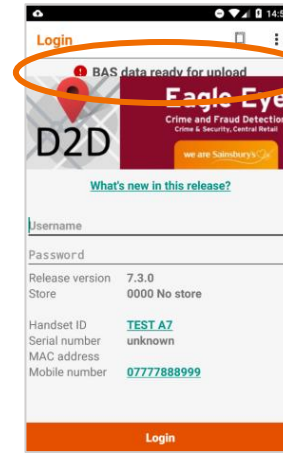 14:5
Login
BAS data ready for upload
D2D
Eagle Eye
Crime and Fraud Detection
Crime & Security, Central Retail
we are Sainsbury's
What's new in this release?
Username
Password
Release version 7.3.0
Store 0000 No store
Handset ID TEST A7
Serial number unknown
MAC address
Mobile number 07777888999
Login